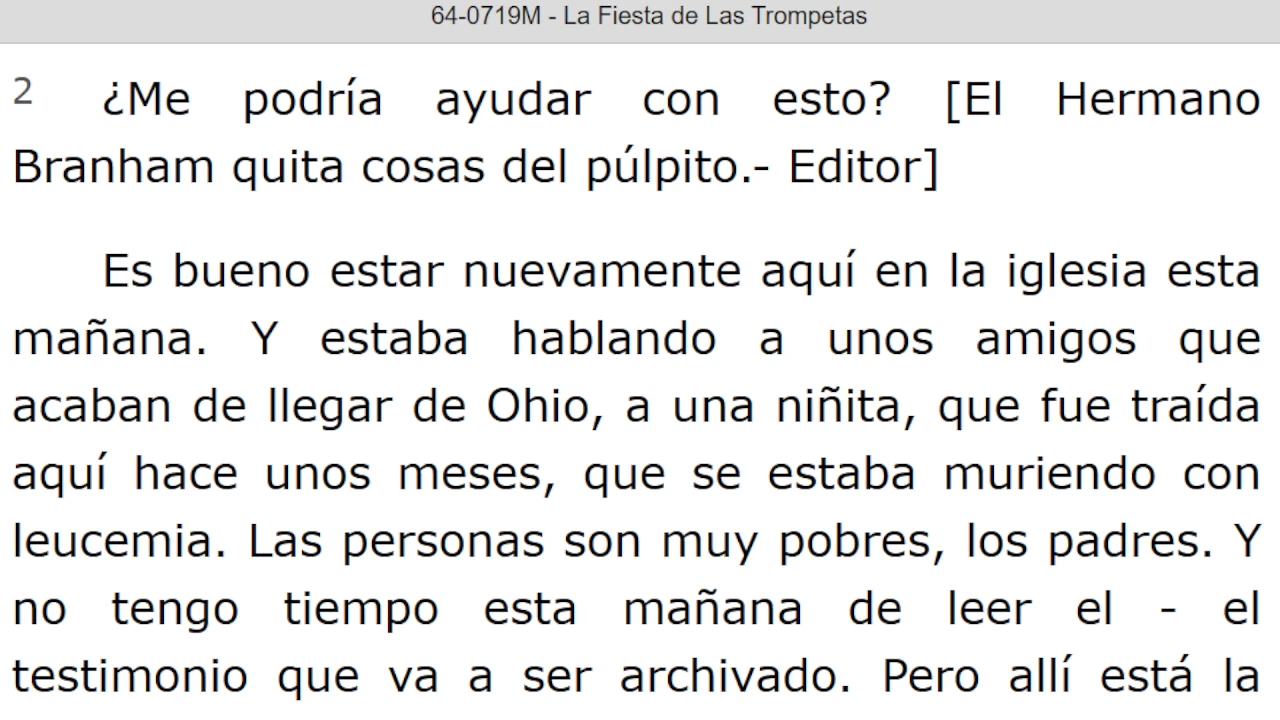 64-0719M - La Fiesta de Las Trompetas
2 ¿Me podría ayudar con esto? [El Hermano
Branham quita cosas del púlpito.- Editor]
Es bueno estar nuevamente aquí en la iglesia esta
mañana. Y estaba hablando a unos amigos que
acaban de llegar de Ohio, a una niñita, que fue traída
aquí hace unos meses, que se estaba muriendo con
leucemia. Las personas son muy pobres, los padres. Y
no tengo tiempo esta mañana de leer el - el
testimonio que va a ser archivado. Pero allí está la